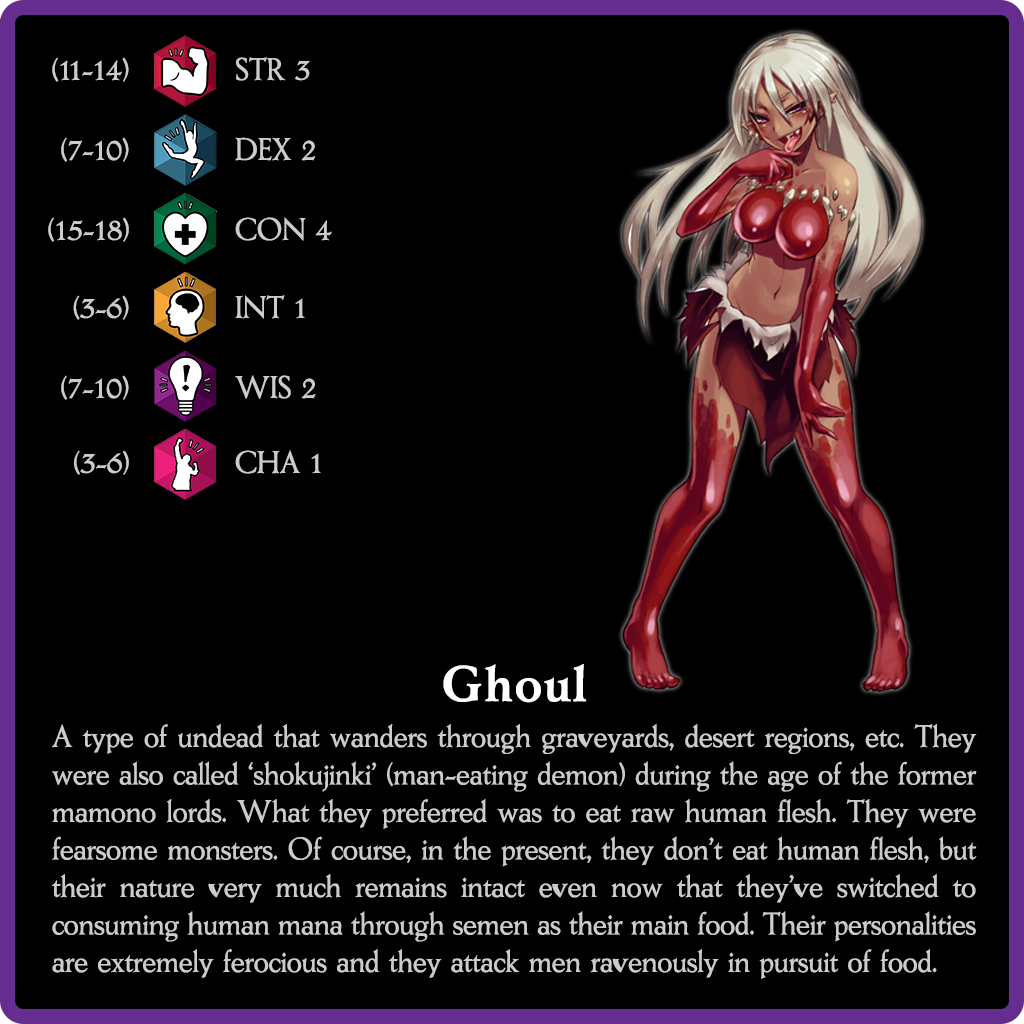 (11-14) STR 3
(7-10) DEX 2
(15-18) CON 4
(3-6) INT 1
(7-10) WIS 2
(3-6) CHA 1
Ghoul
A type of undead that wanders through graveyards, desert regions, etc. They
were also called ‘shokujinki’ (man-eating demon) during the age of the former
mamono lords. What they preferred was to eat raw human flesh. They were
fearsome monsters. Of course, in the present, they don’t eat human flesh, but
their nature very much remains intact even now that they’ve switched to
consuming human mana through semen as their main food. Their personalities
are extremely ferocious and they attack men ravenously in pursuit of food.